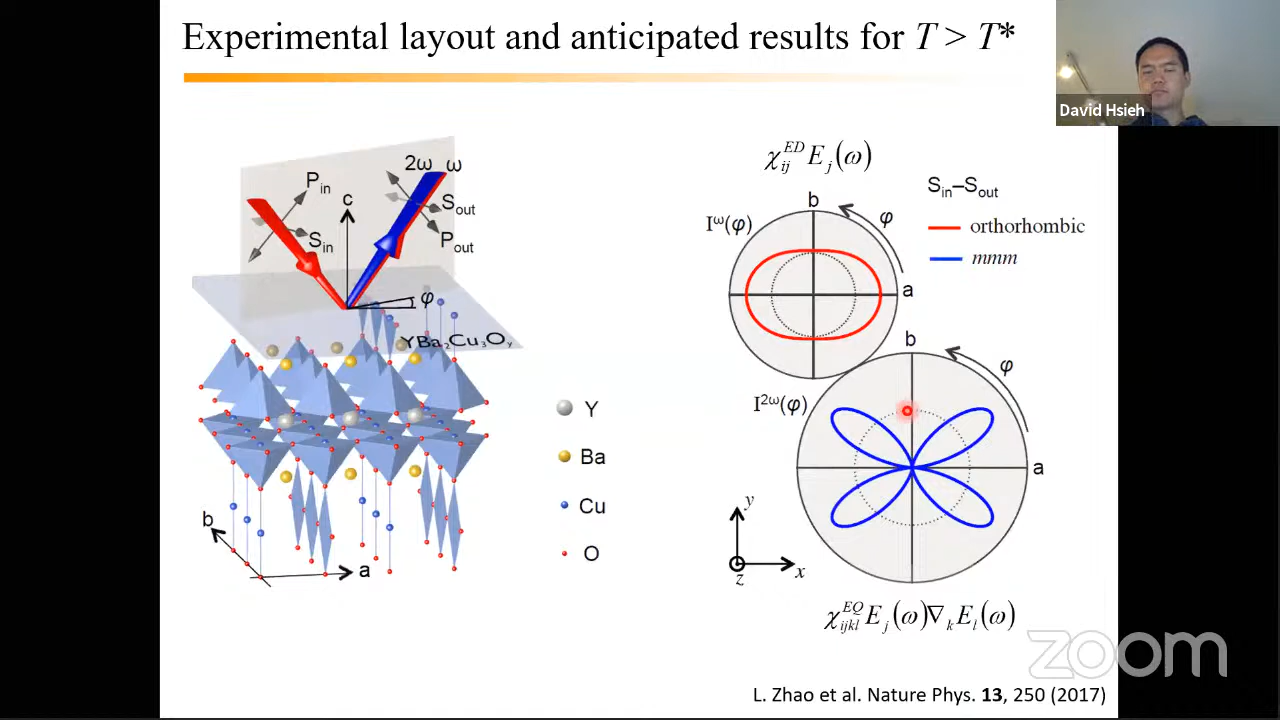 Experimental layout and anticipated results for T > T*
David Hsieh
2ω ω
P_in
c
S_out
S_in
P_out
φ
YBa₂Cu₃O_y
b
a
Y
Ba
Cu
O
χ_ij^ED E_j(ω)
S_in–S_out
orthorhombic
mmm
b
φ
I^ω(φ)
a
b
φ
I^2ω(φ)
a
y
x
z
χ_ijkl^EQ E_j(ω)∇_k E_l(ω)
zoom
L. Zhao et al. Nature Phys. 13, 250 (2017)